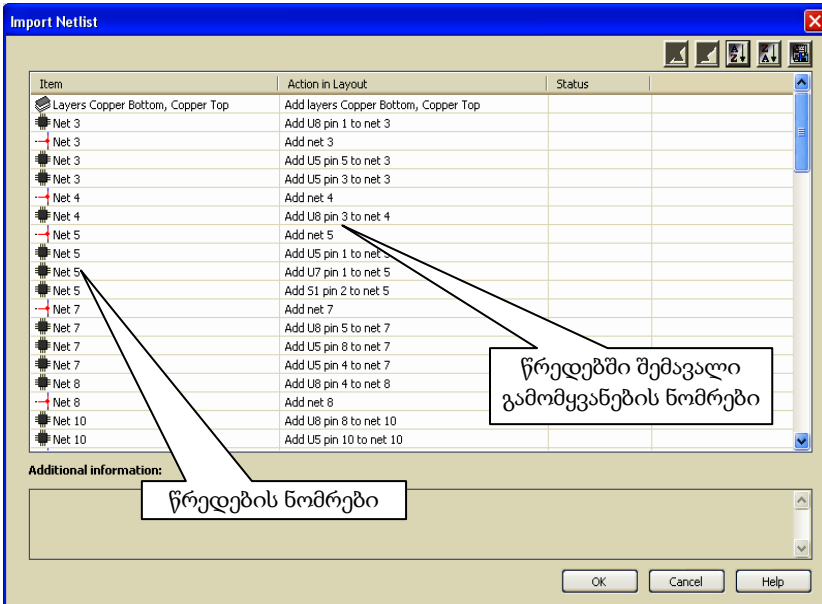 Import Netlist
Item Action in Layout Status
Layers Copper Bottom, Copper Top Add layers Copper Bottom, Copper Top
Net 3 Add U8 pin 1 to net 3
Net 3 Add net 3
Net 3 Add U5 pin 5 to net 3
Net 3 Add U5 pin 3 to net 3
Net 4 Add net 4
Net 4 Add U8 pin 3 to net 4
Net 5 Add net 5
Net 5 Add U5 pin 1 to net 5
Net 5 Add U7 pin 1 to net 5
Net 5 Add S1 pin 2 to net 5
Net 7 Add net 7
Net 7 Add U8 pin 5 to net 7
Net 7 Add U5 pin 8 to net 7
Net 7 Add U5 pin 4 to net 7
Net 8 Add U8 pin 4 to net 8
Net 8 Add net 8
Net 10 Add U8 pin 8 to net 10
Net 10 Add U5 pin 10 to net 10
წრედებში შემავალი
გამომყვანების ნომრები
Additional information:
წრედების ნომრები
OK Cancel Help